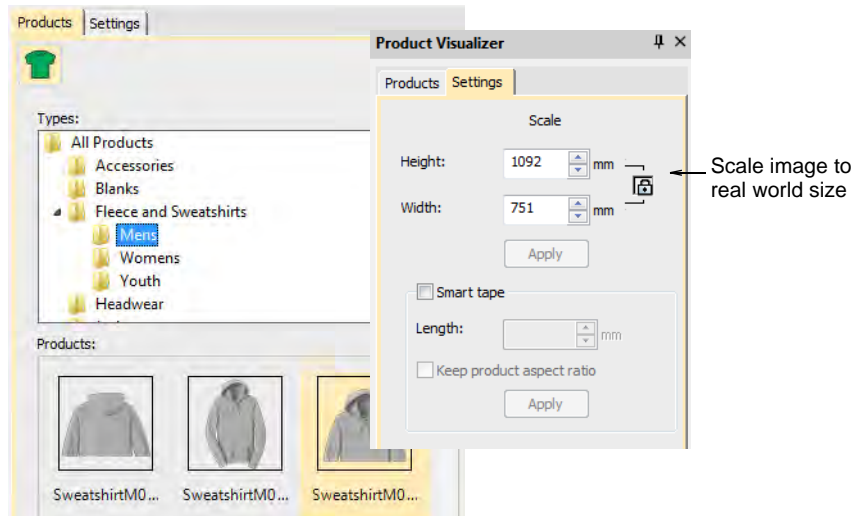 Products Settings
Types:
All Products
Accessories
Blanks
Fleece and Sweatshirts
Mens
Womens
Youth
Headwear
Products:
SweatshirtM0... SweatshirtM0... SweatshirtM0...
Product Visualizer
Products Settings
Scale
Height: 1092 mm
Width: 751 mm
Apply
Smart tape
Length: mm
Keep product aspect ratio
Apply
Scale image to
real world size